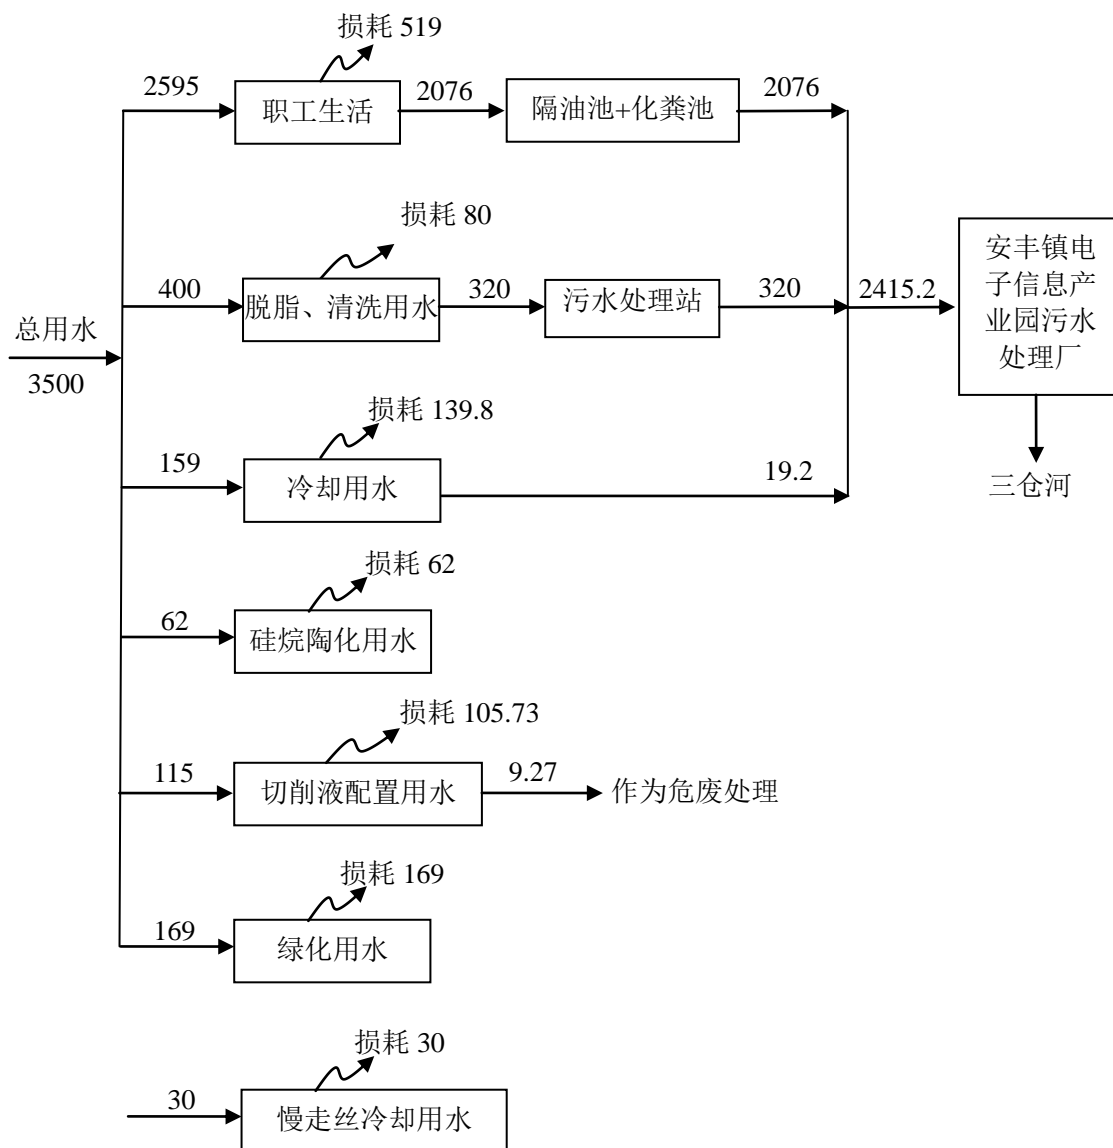 损耗 519
2595
职工生活
2076
隔油池+化粪池
2076
损耗 80
400
脱脂、清洗用水
320
污水处理站
320
2415.2
安丰镇电
子信息产
业园污水
处理厂
总用水
3500
损耗 139.8
159
冷却用水
19.2
三仓河
损耗 62
62
硅烷陶化用水
损耗 105.73
115
切削液配置用水
9.27
作为危废处理
损耗 169
169
绿化用水
损耗 30
30
慢走丝冷却用水